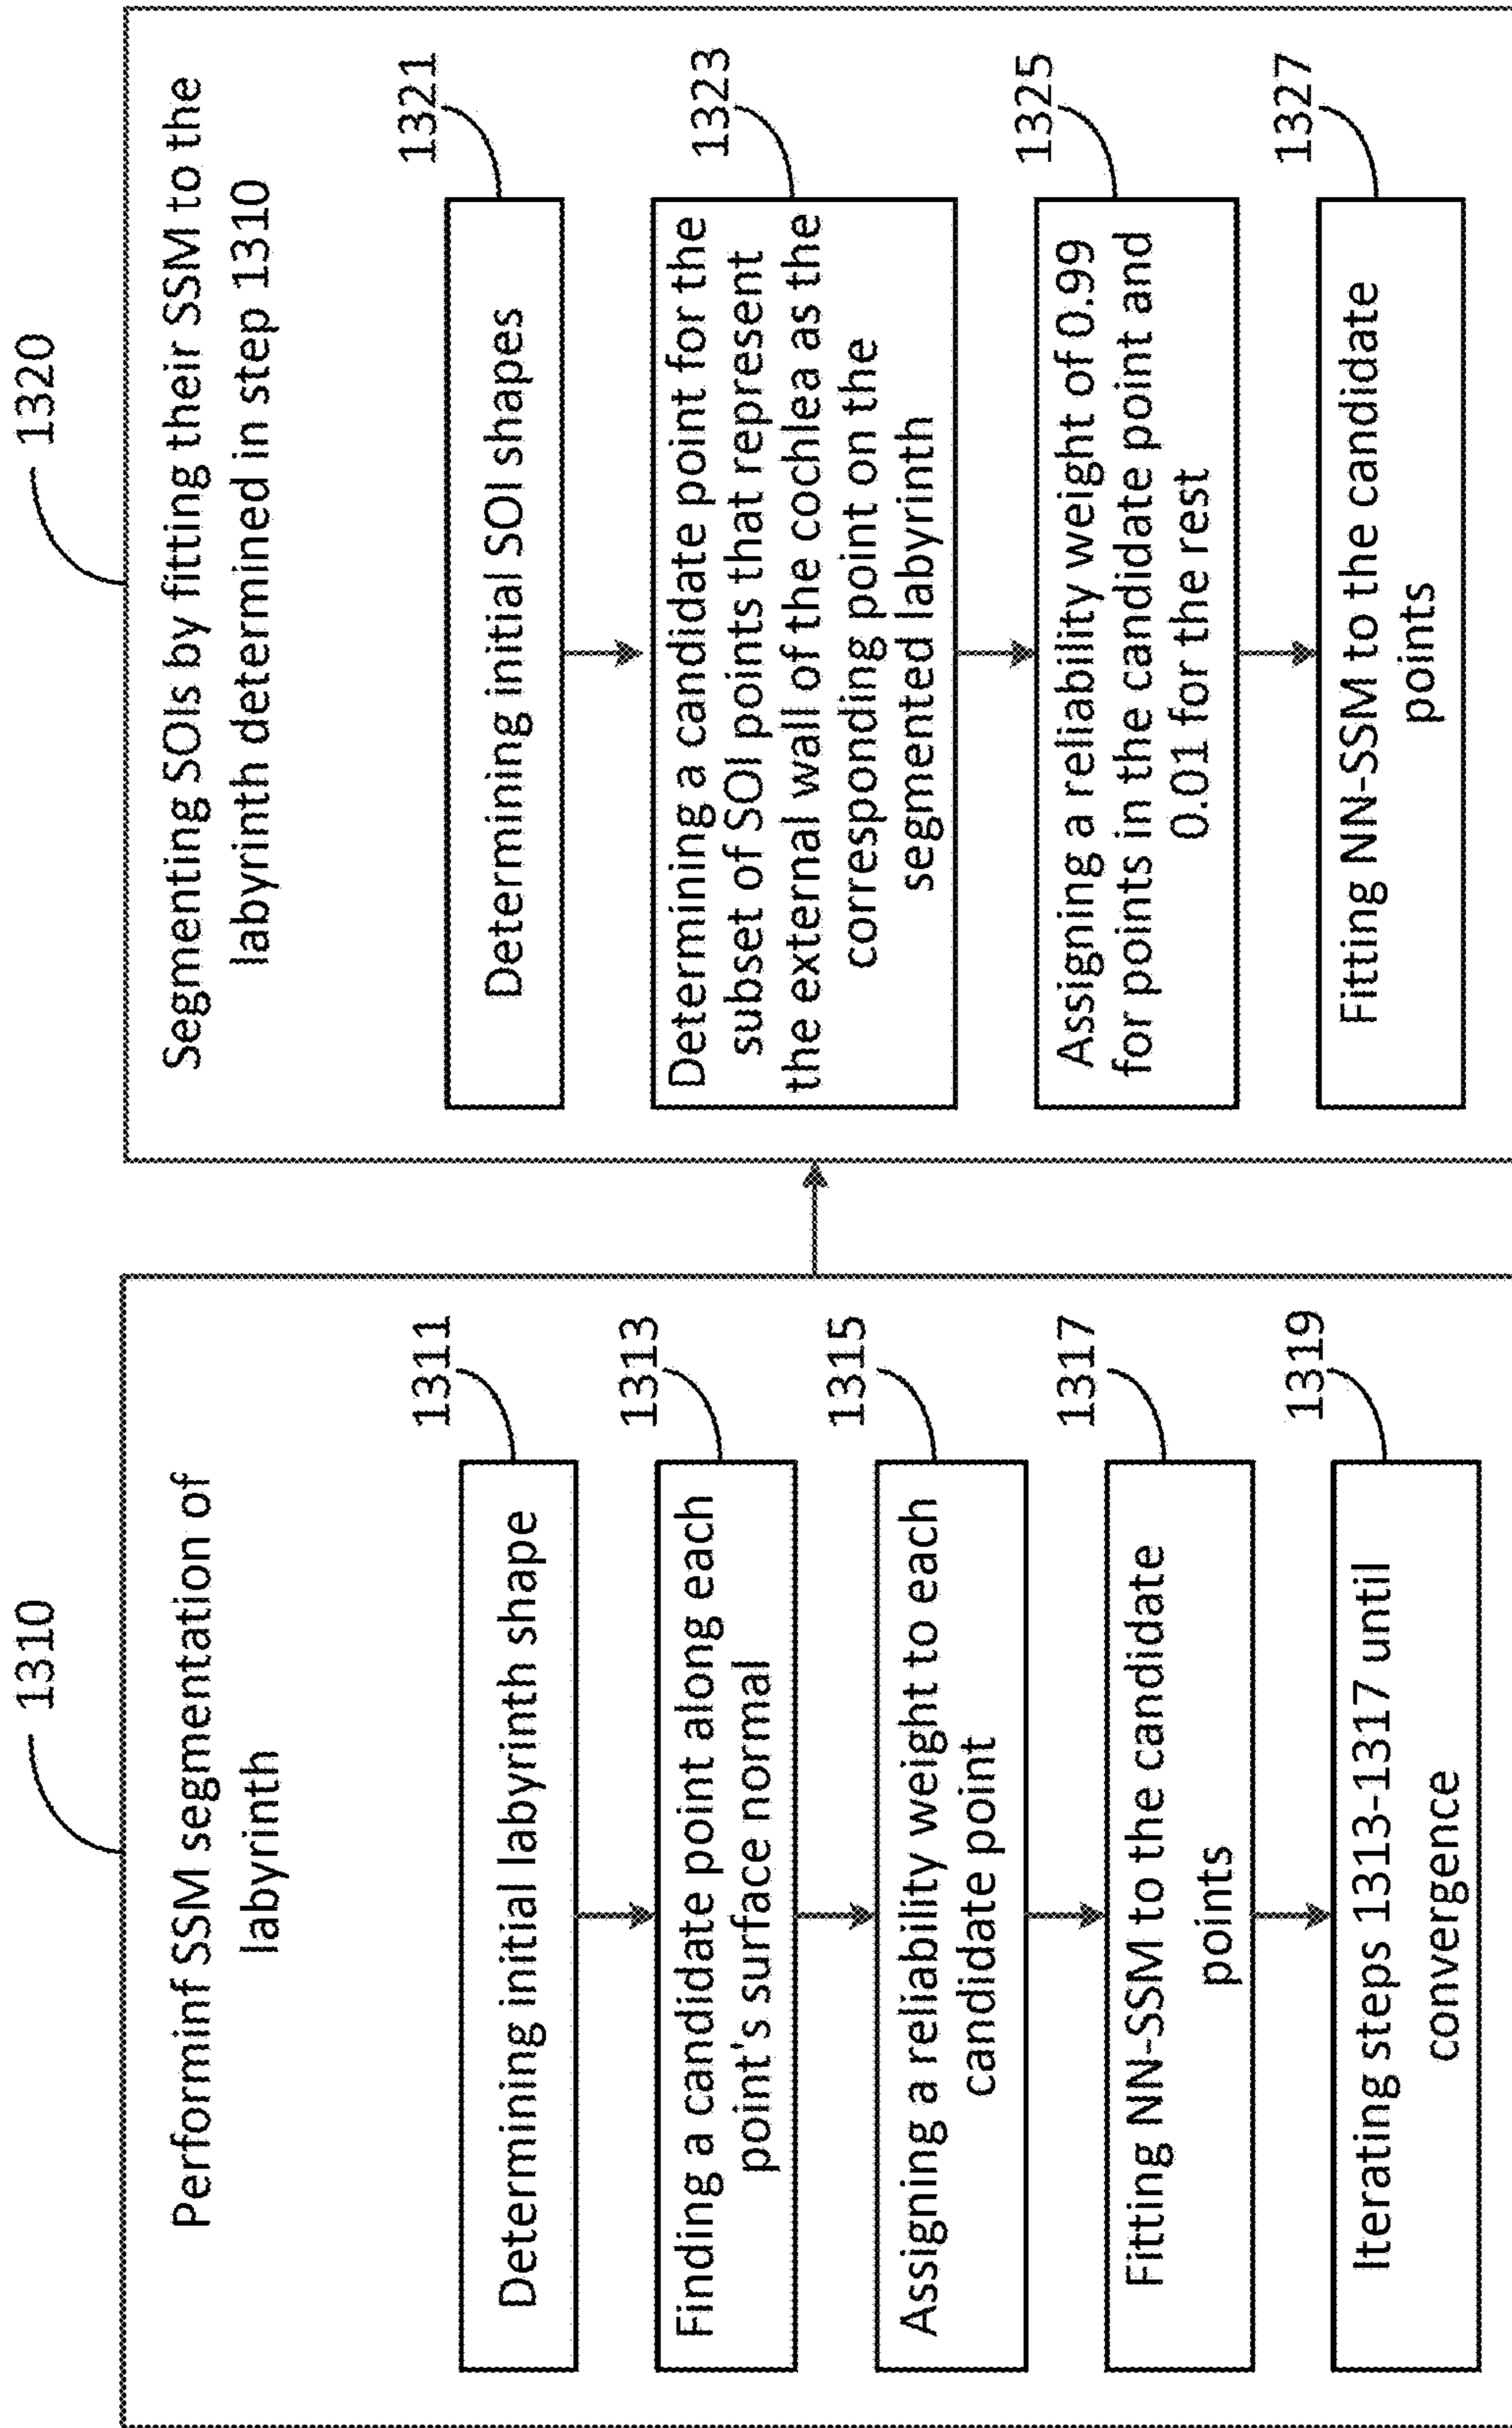 1310
Performinf SSM segmentation of
labyrinth
1311
Determining initial labyrinth shape
1313
Finding a candidate point along each
point's surface normal
1315
Assigning a reliability weight to each
candidate point
1317
Fitting NN-SSM to the candidate
points
1319
Iterating steps 1313-1317 until
convergence
1320
Segmenting SOIs by fitting their SSM to the
labyrinth determined in step 1310
1321
Determining initial SOI shapes
1323
Determining a candidate point for the
subset of SOI points that represent
the external wall of the cochlea as the
corresponding point on the
segmented labyrinth
1325
Assigning a reliability weight of 0.99
for points in the candidate point and
0.01 for the rest
1327
Fitting NN-SSM to the candidate
points